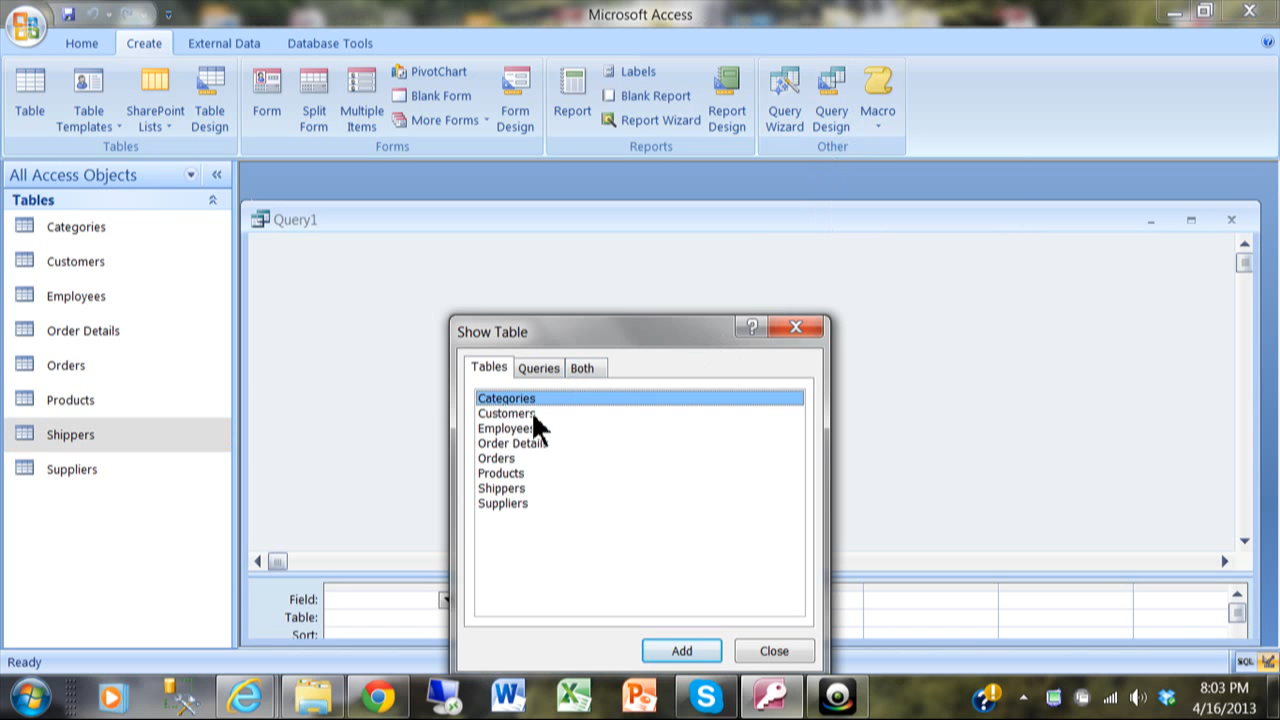 Microsoft Access
Home Create External Data Database Tools
Table Table Templates SharePoint Lists Table Design
Tables
Form Split Form Multiple Items PivotChart Blank Form More Forms Form Design
Forms
Report Labels Blank Report Report Wizard Report Design
Reports
Query Wizard Query Design Macro
Other
All Access Objects
Tables
Categories
Customers
Employees
Order Details
Orders
Products
Shippers
Suppliers
Query1
Show Table
Tables Queries Both
Categories
Customers
Employees
Order Details
Orders
Products
Shippers
Suppliers
Add Close
Field:
Table:
Sort:
Ready
SQL
8:03 PM
4/16/2013